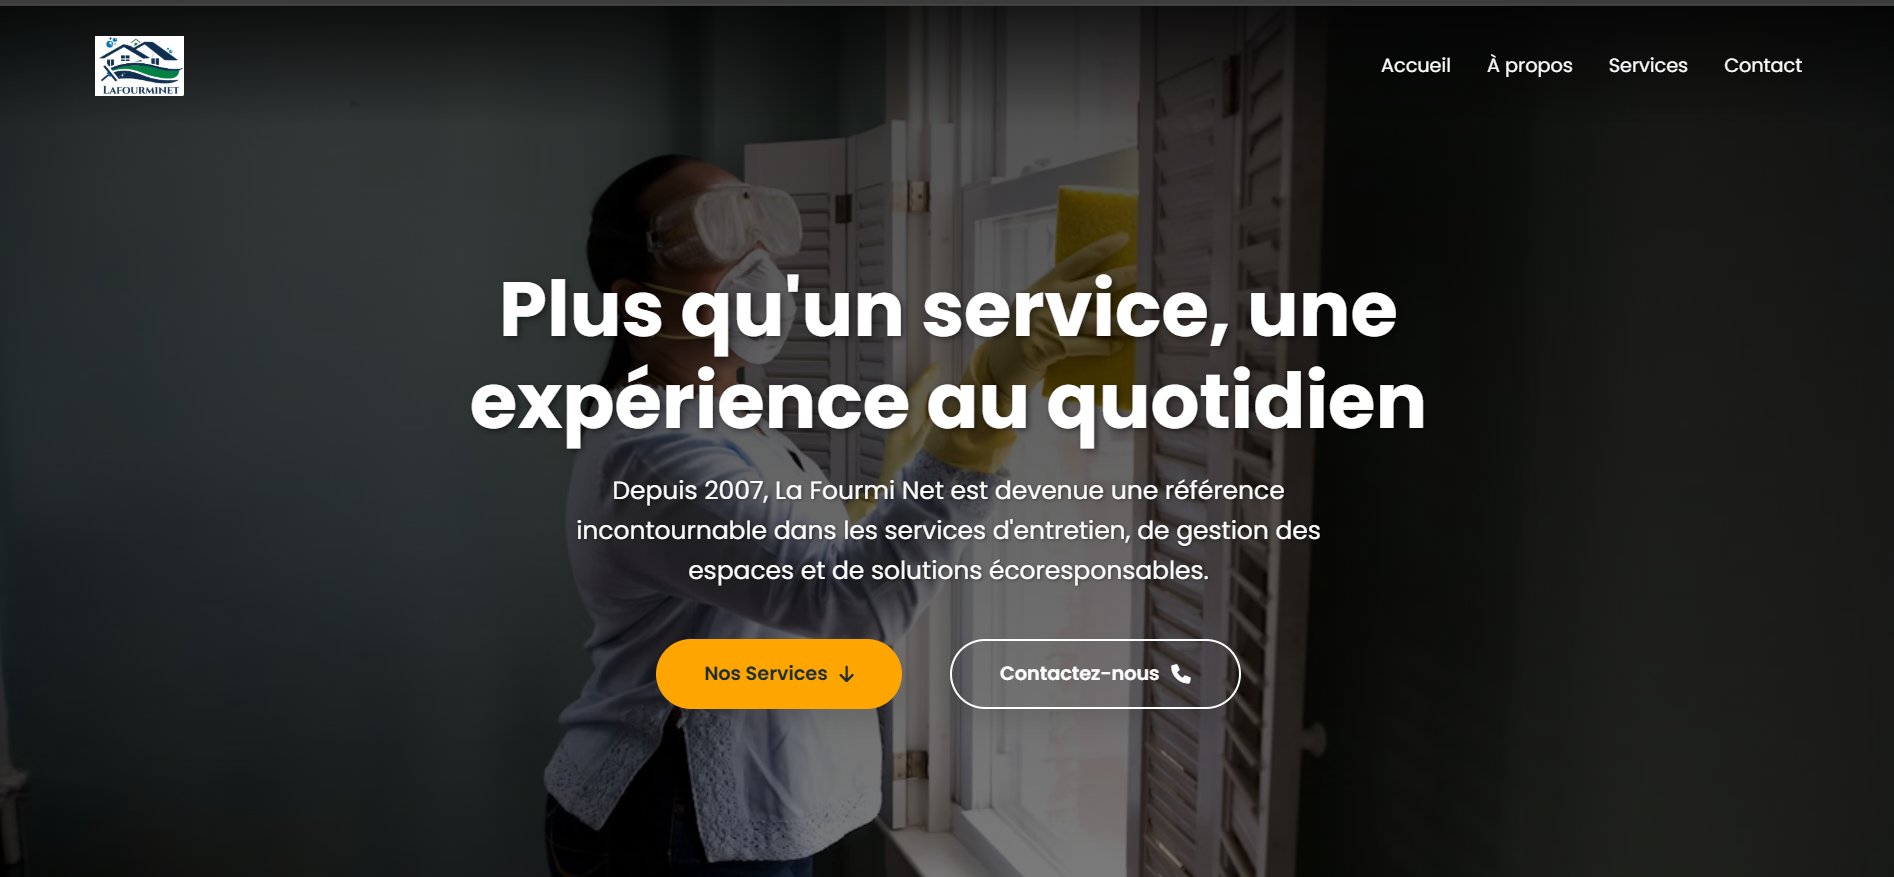 LAFOURMINET
Accueil À propos Services Contact
Plus qu'un service, une
expérience au quotidien
Depuis 2007, La Fourmi Net est devenue une référence
incontournable dans les services d'entretien, de gestion des
espaces et de solutions écoresponsables.
Nos Services
Contactez-nous